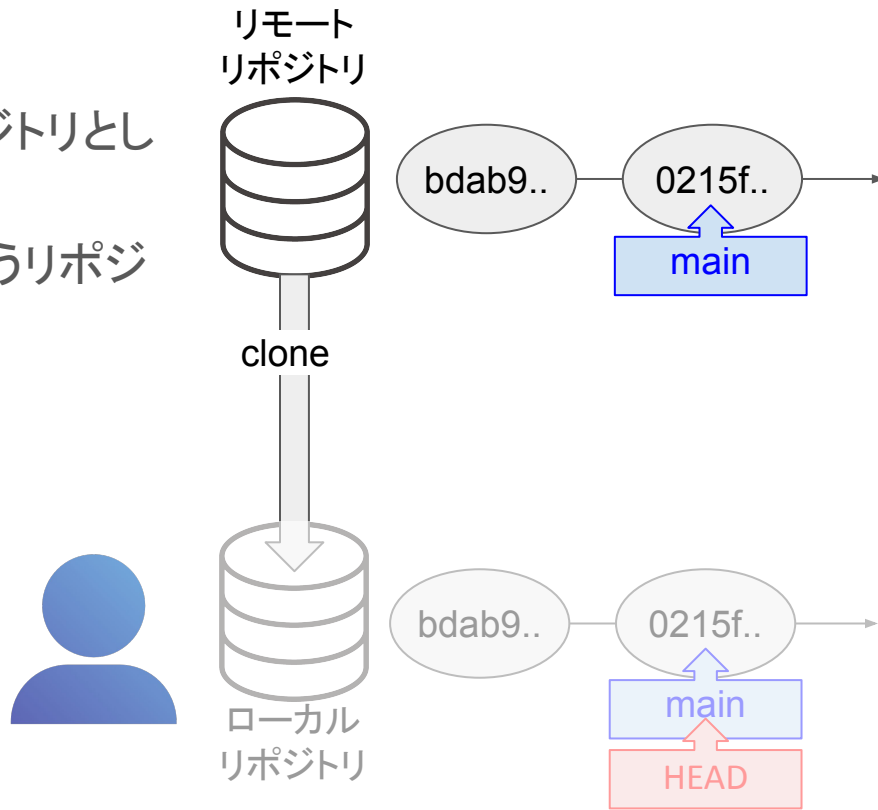 リモート
リポジトリ
ジトリとし
bdab9..
0215f..
うリポジ
main
clone
bdab9..
0215f..
main
ローカル
リポジトリ
HEAD